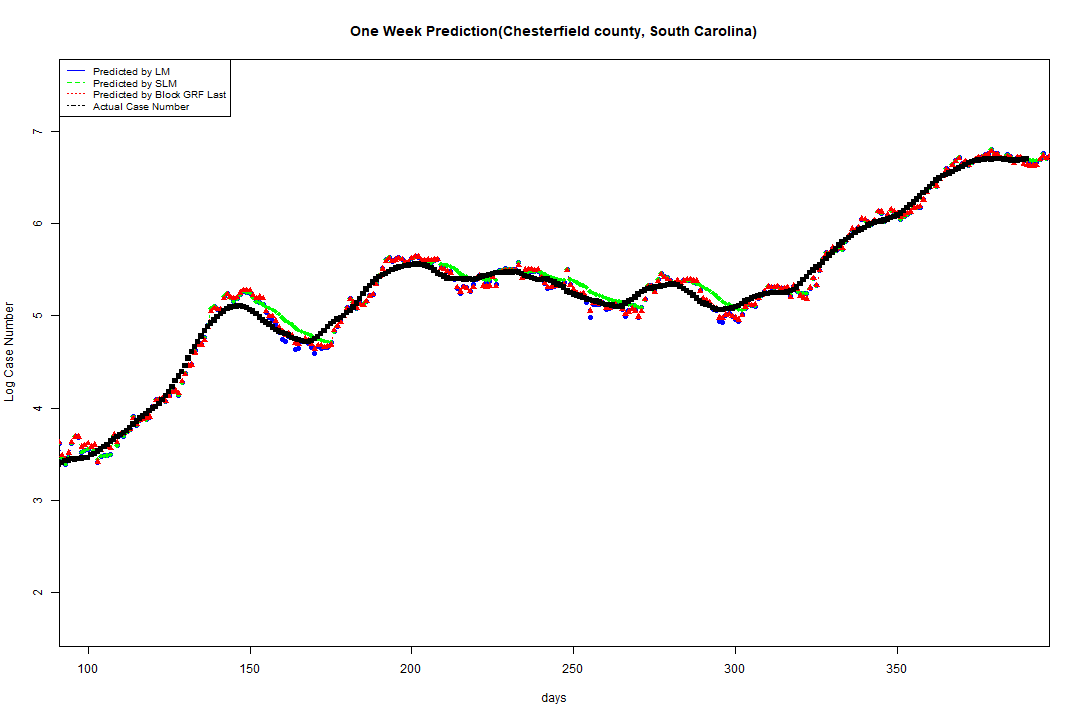 One Week Prediction(Chesterfield county, South Carolina)
Predicted by LM
Predicted by SLM
Predicted by Block GRF Last
Actual Case Number
7
6
5
4
3
2
Log Case Number
100 150 200 250 300 350
days